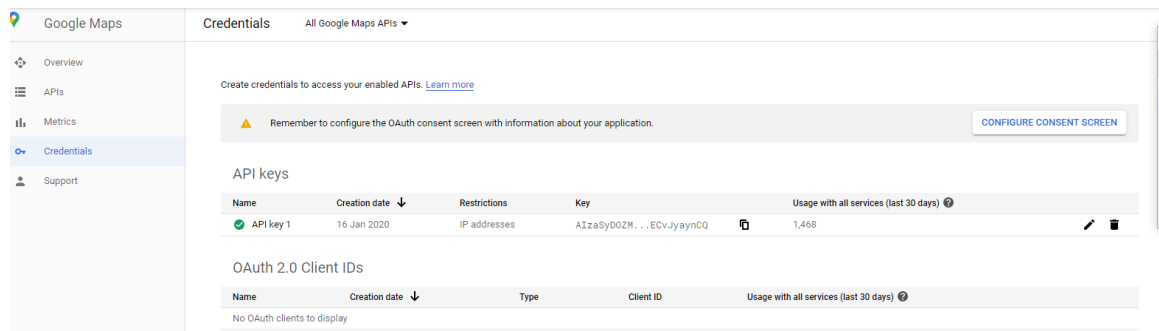 Google Maps
Credentials
All Google Maps APIs
Overview
APIs
Metrics
Credentials
Support
Create credentials to access your enabled APIs. Learn more
Remember to configure the OAuth consent screen with information about your application.
CONFIGURE CONSENT SCREEN
API keys
Name Creation date Restrictions Key Usage with all services (last 30 days)
API key 1 16 Jan 2020 IP addresses AIzaSyDOZM...ECvJyaynCQ 1,468
OAuth 2.0 Client IDs
Name Creation date Type Client ID Usage with all services (last 30 days)
No OAuth clients to display